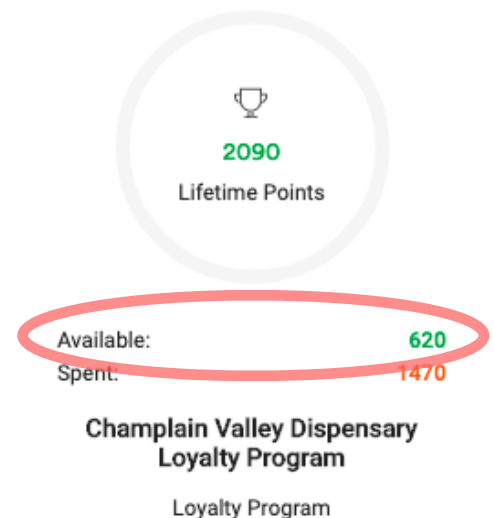 2090
Lifetime Points
Available: 620
Spent: 1470
Champlain Valley Dispensary
Loyalty Program
Loyalty Program